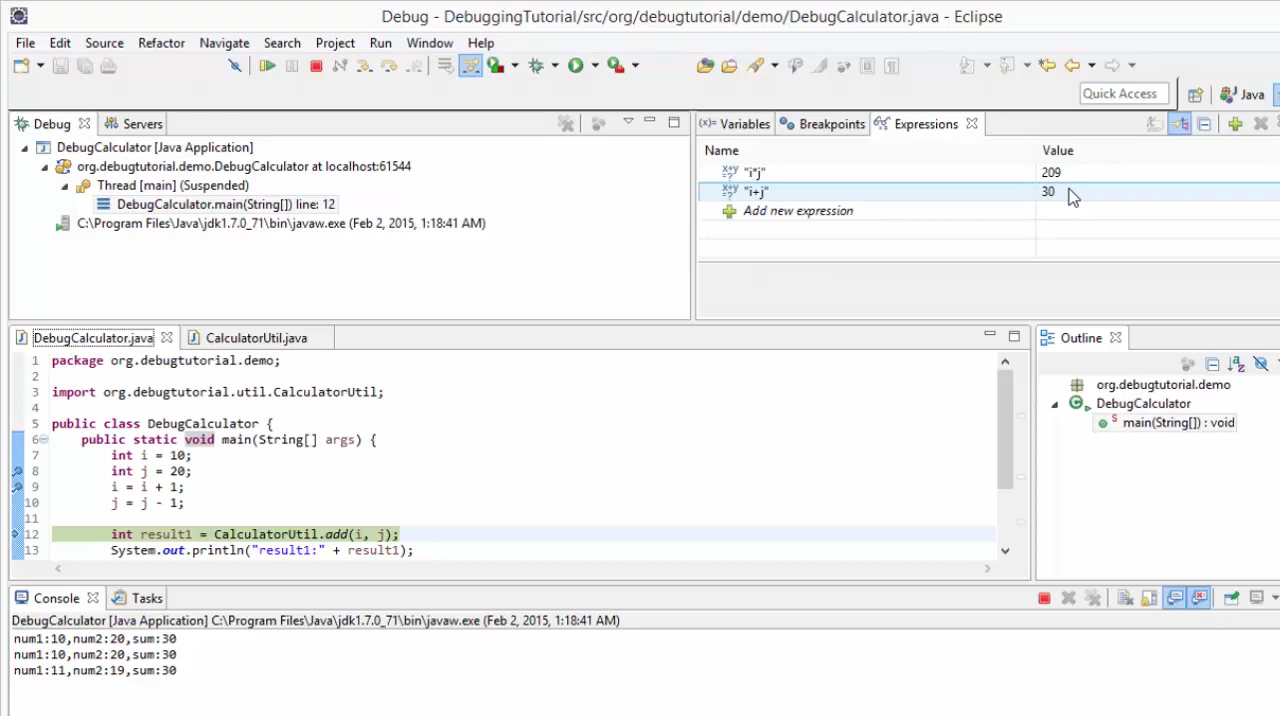 Debug - DebuggingTutorial/src/org/debugtutorial/demo/DebugCalculator.java - Eclipse
File Edit Source Refactor Navigate Search Project Run Window Help
Quick Access Java
Debug Servers
DebugCalculator [Java Application]
org.debugtutorial.demo.DebugCalculator at localhost:61544
Thread [main] (Suspended)
DebugCalculator.main(String[]) line: 12
C:\Program Files\Java\jdk1.7.0_71\bin\javaw.exe (Feb 2, 2015, 1:18:41 AM)
(x)= Variables Breakpoints Expressions
Name Value
"i*j" 209
"i+j" 30
Add new expression
DebugCalculator.java CalculatorUtil.java
1 package org.debugtutorial.demo;
2
3 import org.debugtutorial.util.CalculatorUtil;
4
5 public class DebugCalculator {
6 public static void main(String[] args) {
7 int i = 10;
8 int j = 20;
9 i = i + 1;
10 j = j - 1;
11
12 int result1 = CalculatorUtil.add(i, j);
13 System.out.println("result1:" + result1);
Outline
org.debugtutorial.demo
DebugCalculator
main(String[]) : void
Console Tasks
DebugCalculator [Java Application] C:\Program Files\Java\jdk1.7.0_71\bin\javaw.exe (Feb 2, 2015, 1:18:41 AM)
num1:10,num2:20,sum:30
num1:10,num2:20,sum:30
num1:11,num2:19,sum:30